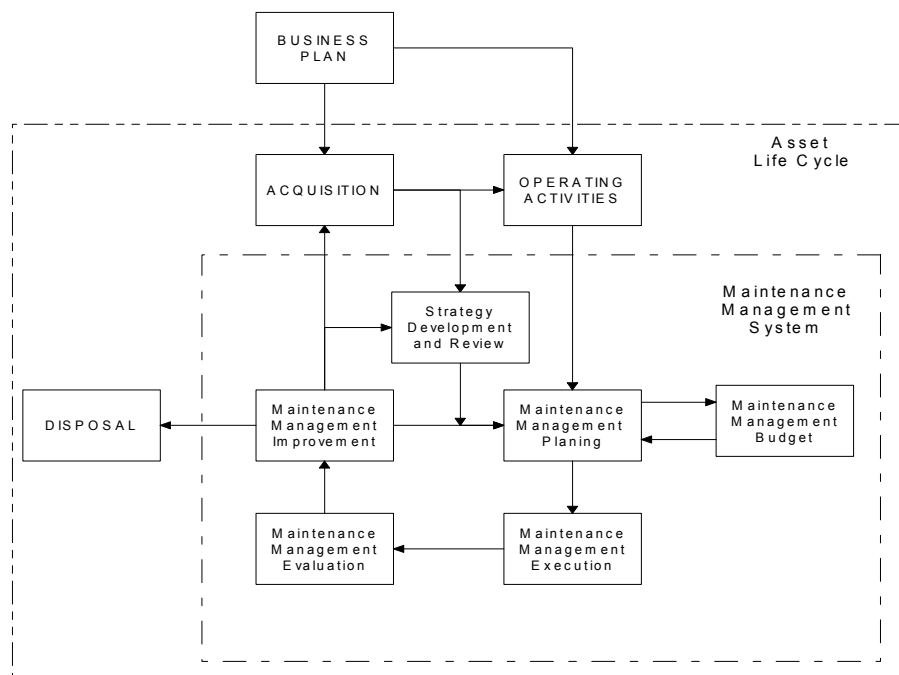 BUSINESS
PLAN
Asset
Life Cycle
ACQUISITION
OPERATING
ACTIVITIES
Maintenance
Management
System
Strategy
Development
and Review
DISPOSAL
Maintenance
Management
Improvement
Maintenance
Management
Planing
Maintenance
Management
Budget
Maintenance
Management
Evaluation
Maintenance
Management
Execution